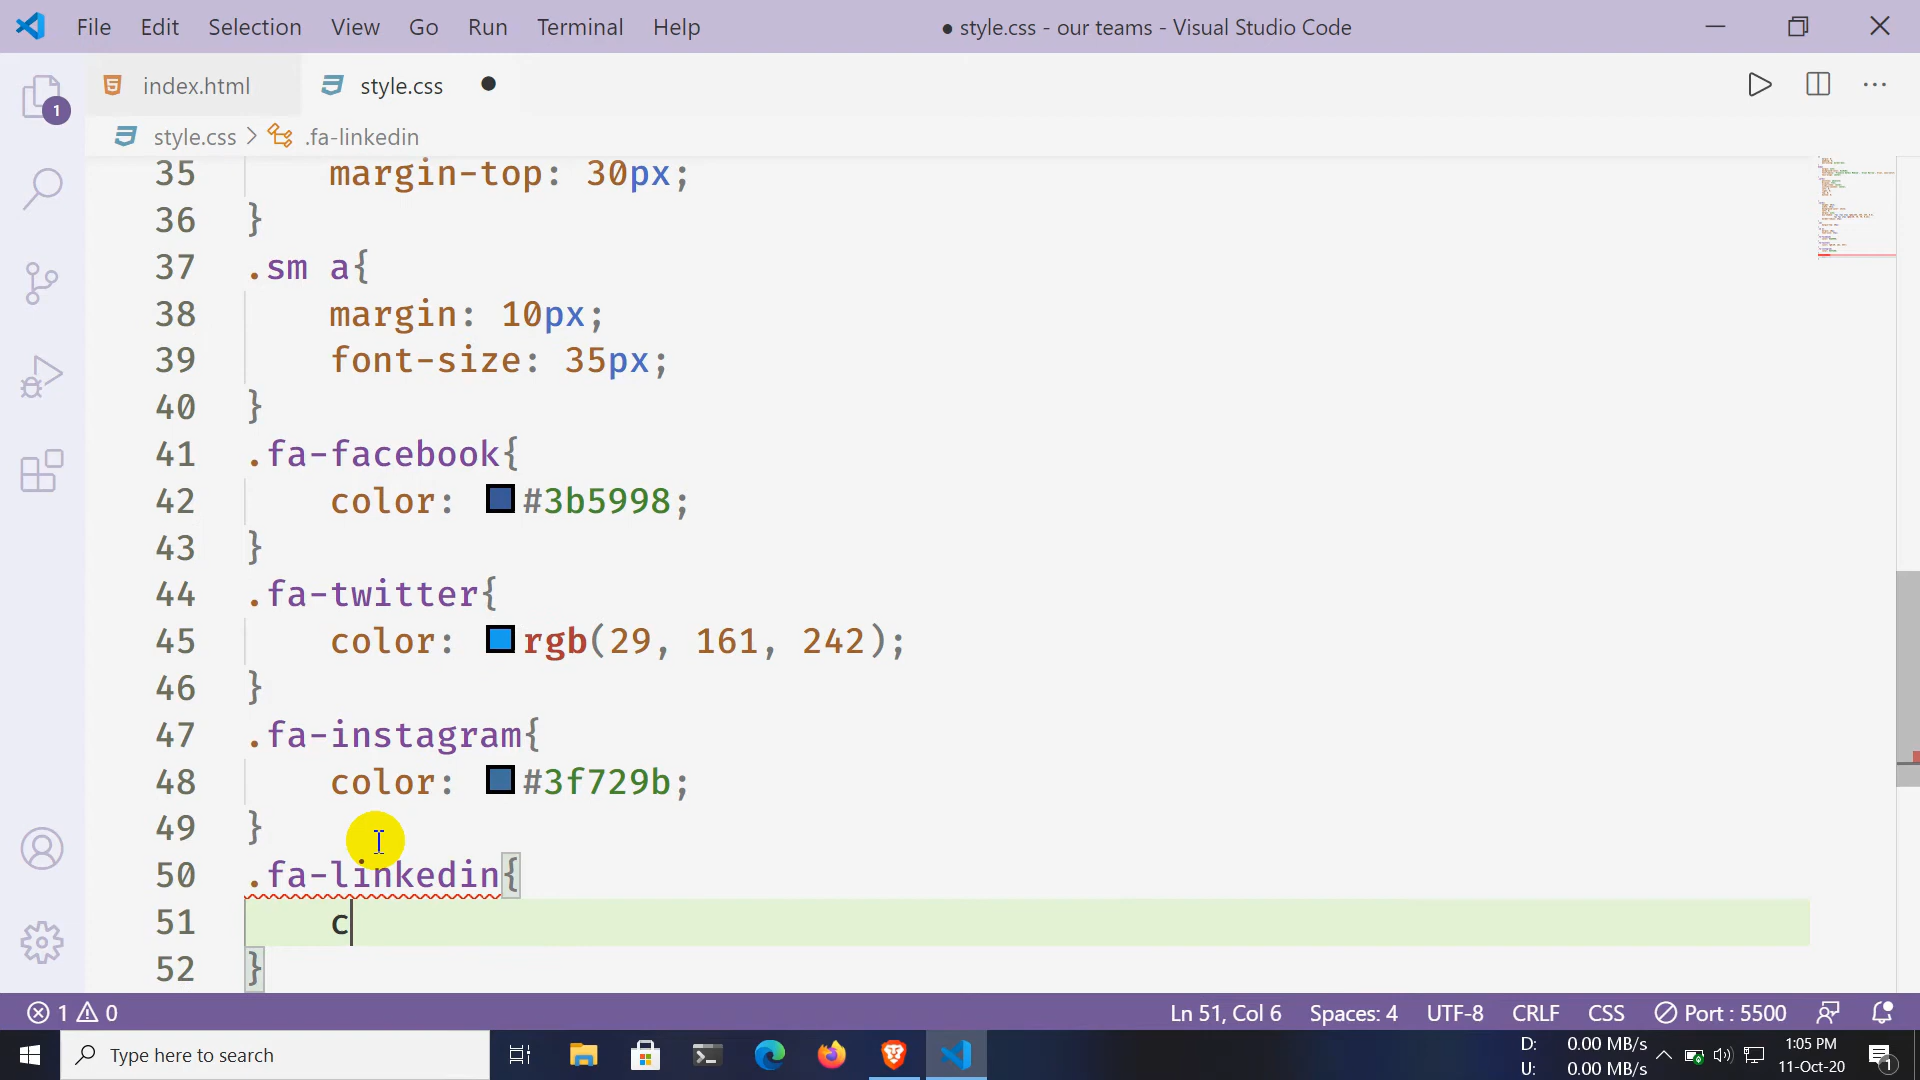 File Edit Selection View Go Run Terminal Help ● style.css - our teams - Visual Studio Code
index.html style.css
style.css > .fa-linkedin
35 margin-top: 30px;
36 }
37 .sm a{
38 margin: 10px;
39 font-size: 35px;
40 }
41 .fa-facebook{
42 color: #3b5998;
43 }
44 .fa-twitter{
45 color: rgb(29, 161, 242);
46 }
47 .fa-instagram{
48 color: #3f729b;
49 }
50 .fa-linkedin{
51 c
52 }
1
1 0 Ln 51, Col 6 Spaces: 4 UTF-8 CRLF CSS Port : 5500
Type here to search
D: 0.00 MB/s
U: 0.00 MB/s
1:05 PM
11-Oct-20
1